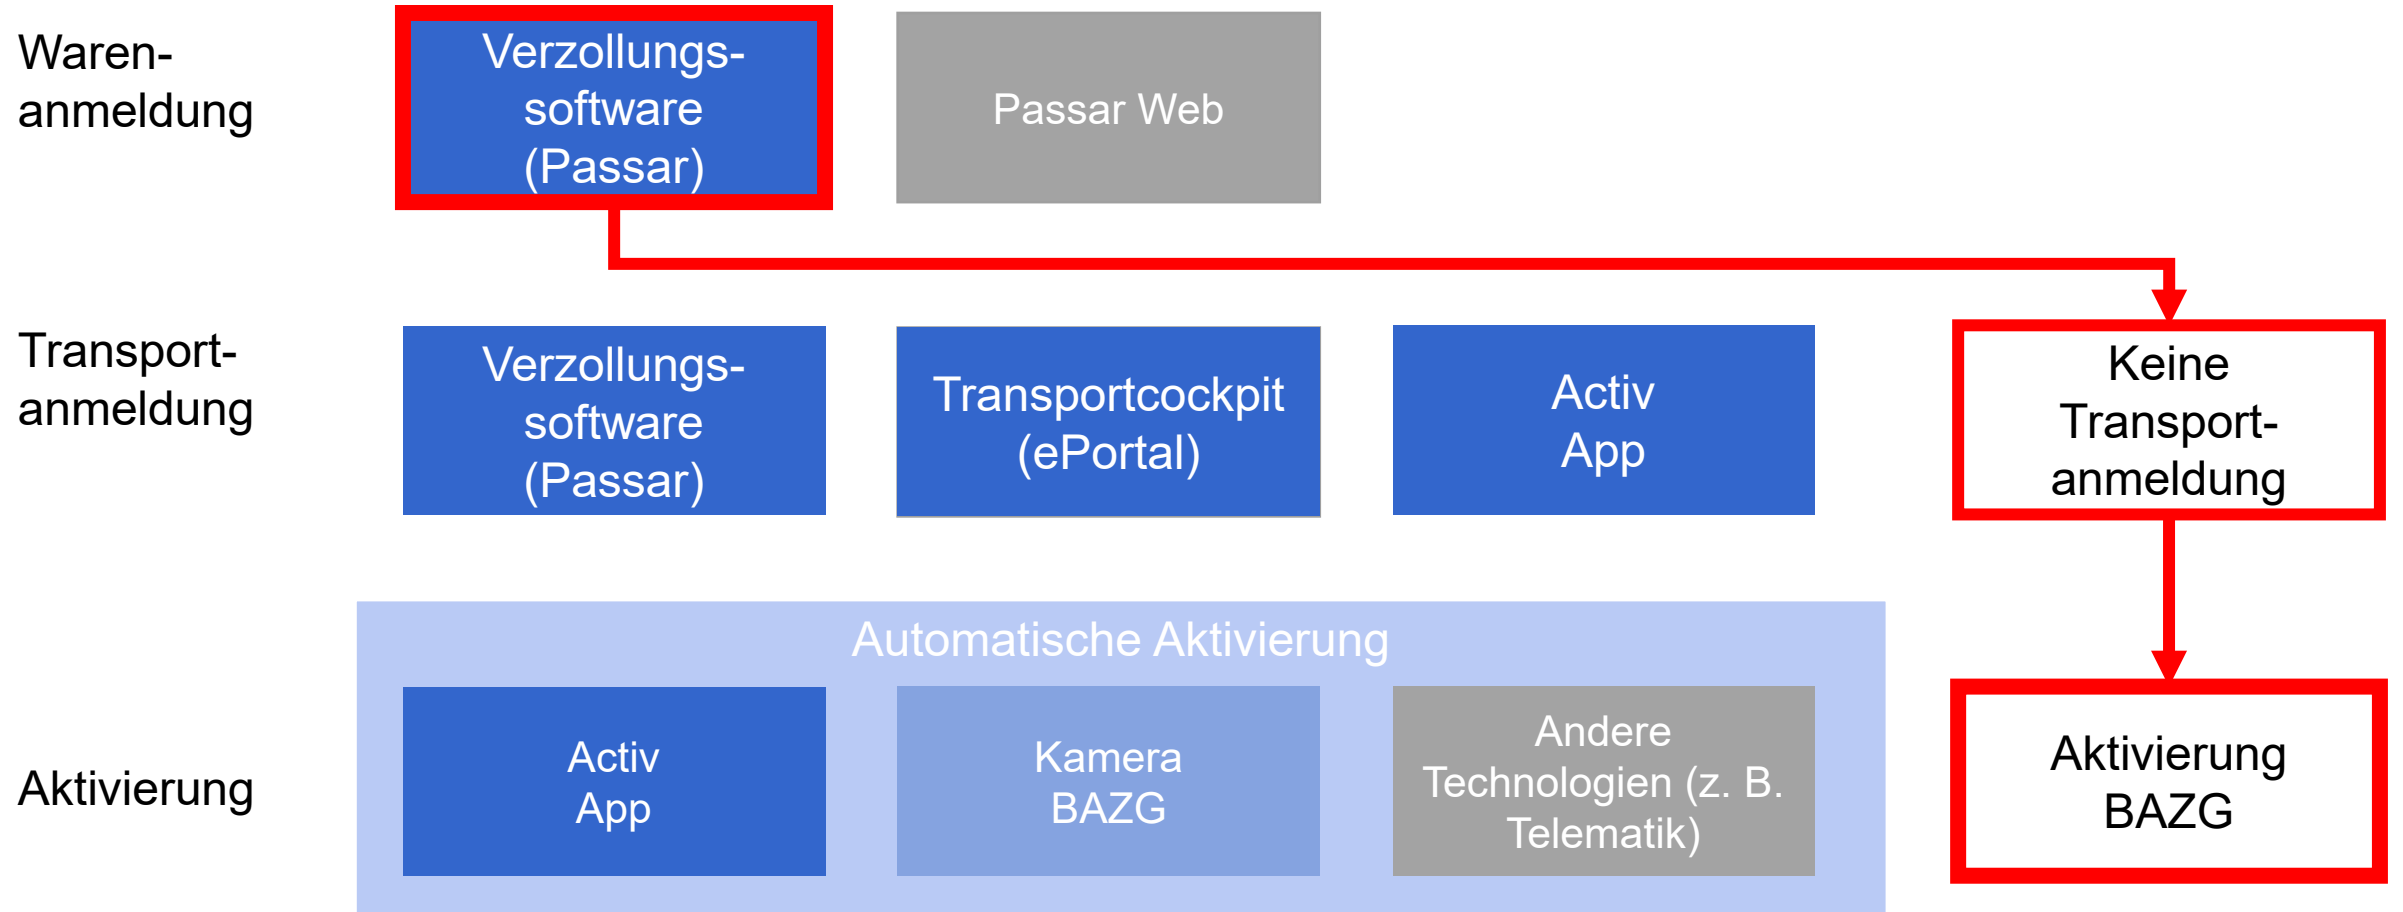 Waren-
anmeldung
Verzollungs-
software
(Passar)
Passar Web
Transport-
anmeldung
Verzollungs-
software
(Passar)
Transportcockpit
(ePortal)
Activ
App
Keine
Transport-
anmeldung
Automatische Aktivierung
Aktivierung
Activ
App
Kamera
BAZG
Andere
Technologien (z. B.
Telematik)
Aktivierung
BAZG